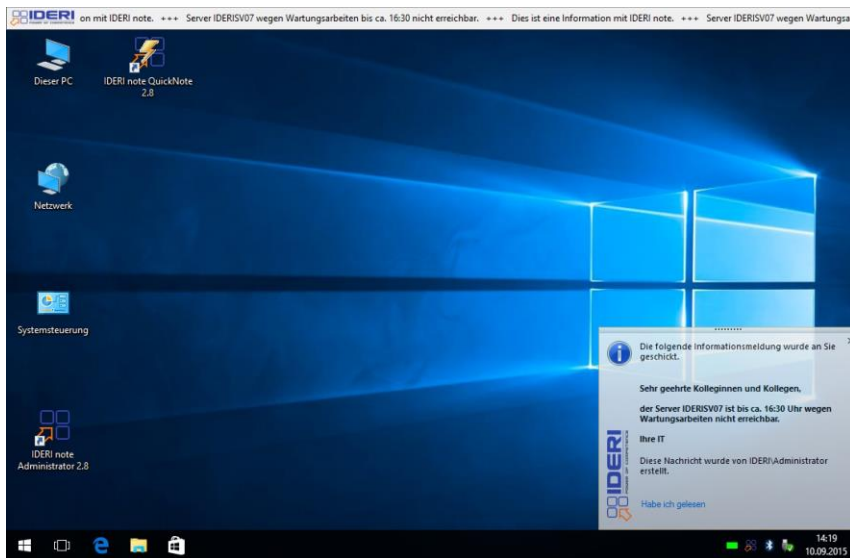 IDERI on mit IDERI note. +++ Server IDERISV07 wegen Wartungsarbeiten bis ca. 16:30 nicht erreichbar. +++ Dies ist eine Information mit IDERI note. +++ Server IDERISV07 wegen Wartungsa
Dieser PC
IDERI note QuickNote
2.8
Netzwerk
Systemsteuerung
IDERI note
Administrator 2.8
Die folgende Informationsmeldung wurde an Sie
geschickt.
Sehr geehrte Kolleginnen und Kollegen,
der Server IDERISV07 ist bis ca. 16:30 Uhr wegen
Wartungsarbeiten nicht erreichbar.
Ihre IT
Diese Nachricht wurde von IDERI\Administrator
erstellt.
Habe ich gelesen
IDERI
14:19
10.09.2015